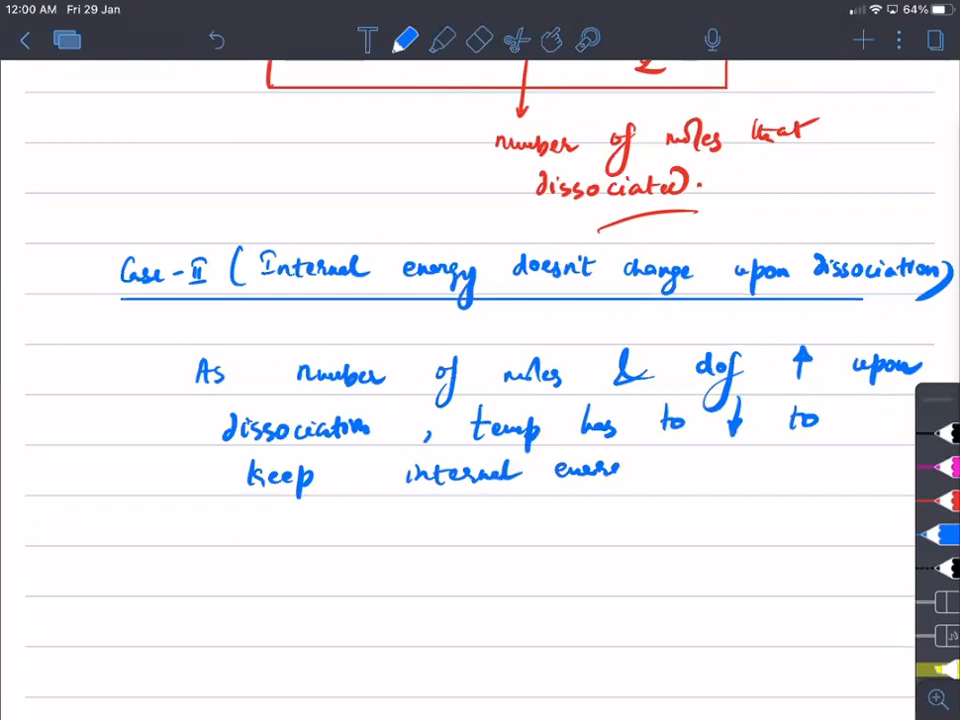 12:00 AM Fri 29 Jan 64%
number of moles that
dissociated.
Case-II (Internal energy doesn't change upon dissociation)
As number of moles & dof ↑ upon
dissociation, temp has to ↓ to
keep internal ener